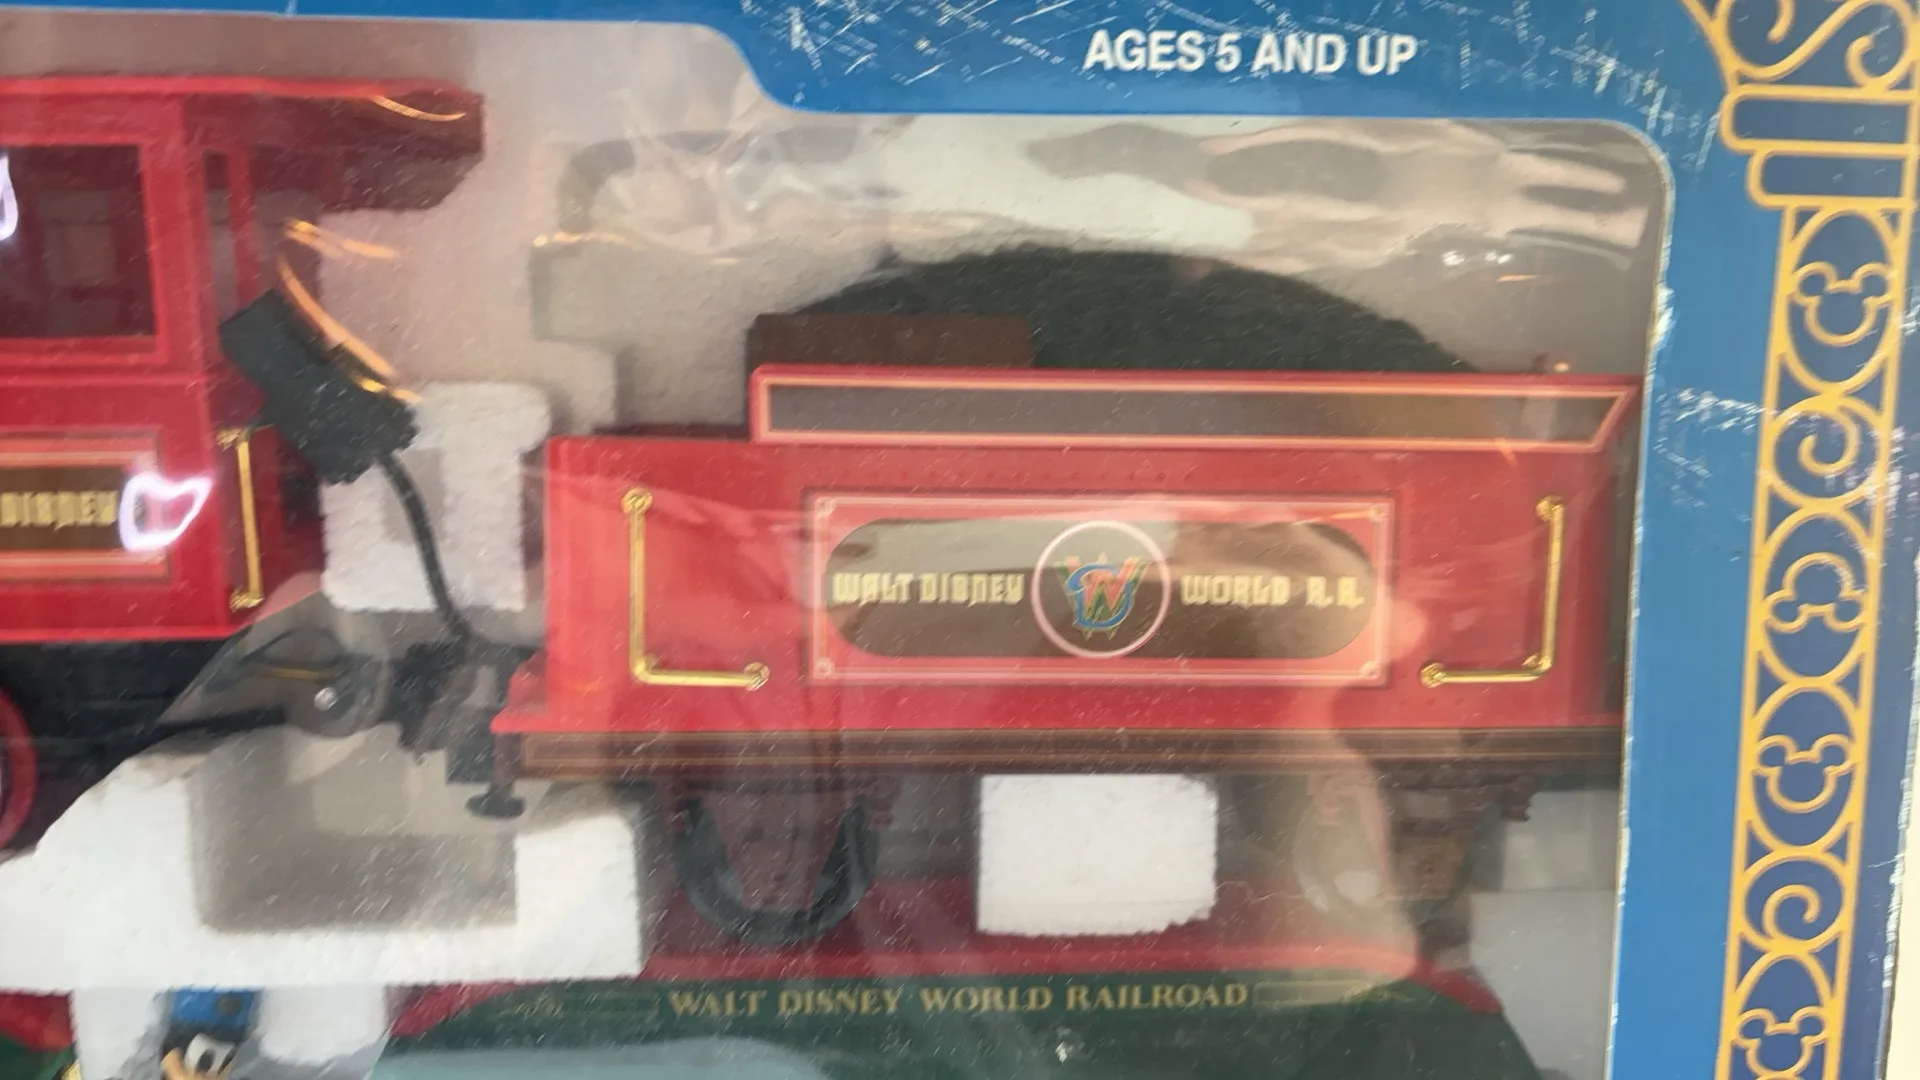 AGES 5 AND UP
DISNEY
WALT DISNEY W WORLD R.R.
WALT DISNEY WORLD RAILROAD